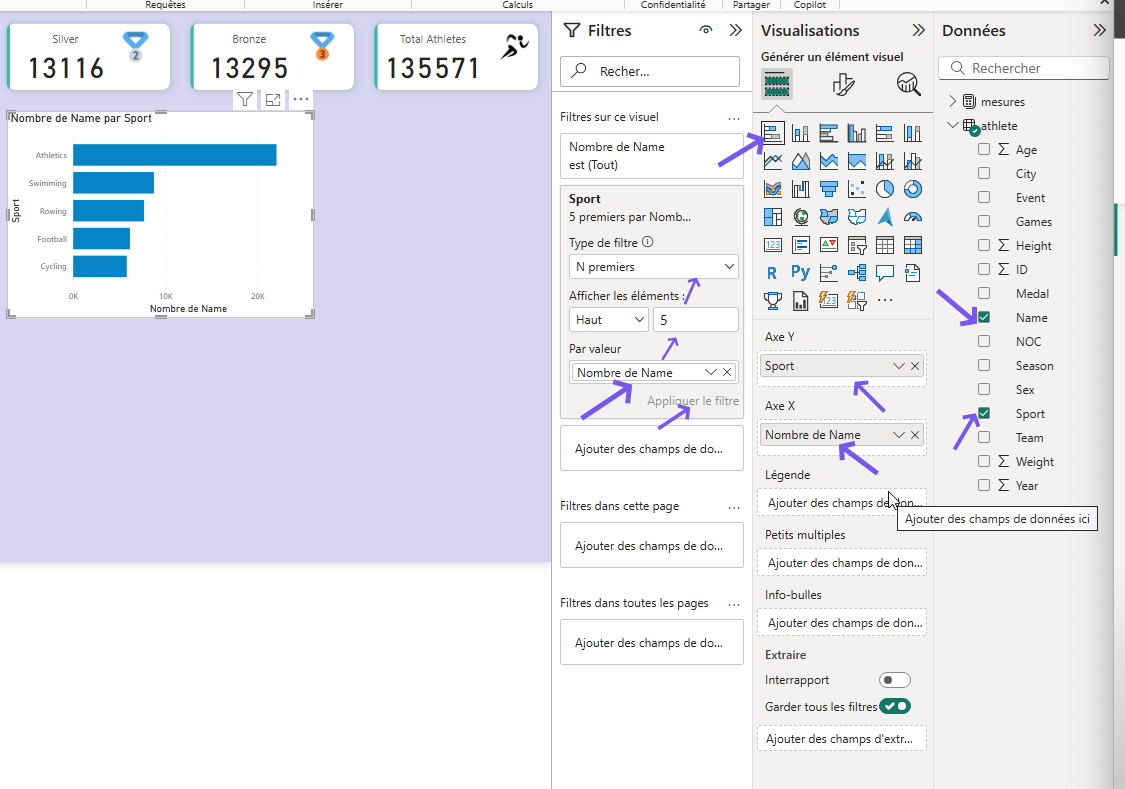 Requêtes
Insérer
Calculs
Confidentialité
Partager
Copilot
Silver
13116
2
Bronze
13295
3
Total Athletes
135571
Nombre de Name par Sport
Sport
Athletics
Swimming
Rowing
Football
Cycling
0K
10K
20K
Nombre de Name
Filtres
Recher...
Filtres sur ce visuel
Nombre de Name
est (Tout)
Sport
5 premiers par Nomb...
Type de filtre
N premiers
Afficher les éléments :
Haut
5
Par valeur
Nombre de Name
Appliquer le filtre
Ajouter des champs de do...
Filtres dans cette page
Ajouter des champs de do...
Filtres dans toutes les pages
Ajouter des champs de do...
Visualisations
Générer un élément visuel
123
R
Py
123
Axe Y
Sport
Axe X
Nombre de Name
Légende
Ajouter des champs de don...
Ajouter des champs de données ici
Petits multiples
Ajouter des champs de don...
Info-bulles
Ajouter des champs de don...
Extraire
Interrapport
Garder tous les filtres
Ajouter des champs d'extr...
Données
Rechercher
mesures
athlete
Age
City
Event
Games
Height
ID
Medal
Name
NOC
Season
Sex
Sport
Team
Weight
Year